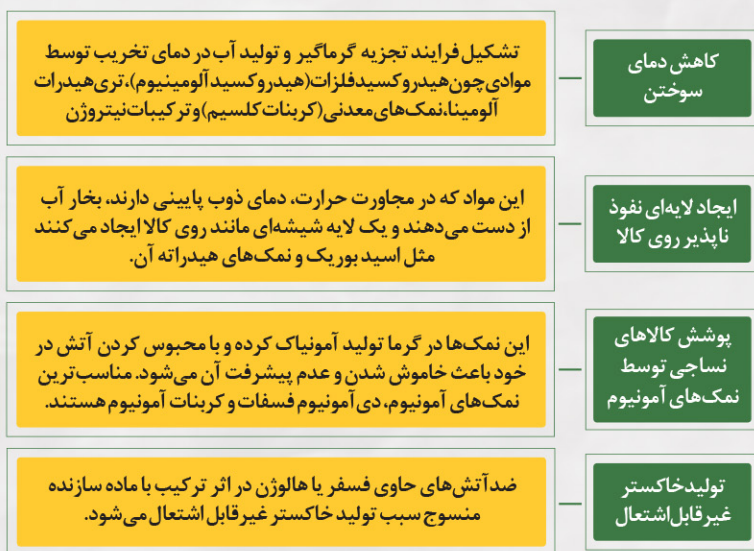 کاهش دمای
سوختن
تشکیل فرایند تجزیه گرماگیر و تولید آب در دمای تخریب توسط
موادی چون هیدروکسید فلزات (هیدروکسید آلومینیوم)، تری هیدرات
آلومینا، نمک‌های معدنی (کربنات کلسیم) و ترکیبات نیتروژن
ایجاد لایه‌ای نفوذ
ناپذیر روی کالا
این مواد که در مجاورت حرارت، دمای ذوب پایینی دارند، بخار آب
از دست می‌دهند و یک لایه شیشه‌ای مانند روی کالا ایجاد می‌کنند
مثل اسید بوریک و نمک‌های هیدراته آن.
پوشش کالاهای
نساجی توسط
نمک‌های آمونیوم
این نمک‌ها در گرما تولید آمونیاک کرده و با محبوس کردن آتش در
خود باعث خاموش شدن و عدم پیشرفت آن می‌شود. مناسب‌ترین
نمک‌های آمونیوم، دی آمونیوم فسفات و کربنات آمونیوم هستند.
تولید خاکستر
غیرقابل اشتعال
ضدآتش‌های حاوی فسفر یا هالوژن در اثر ترکیب با ماده سازنده
منسوج سبب تولید خاکستر غیرقابل اشتعال می‌شود.